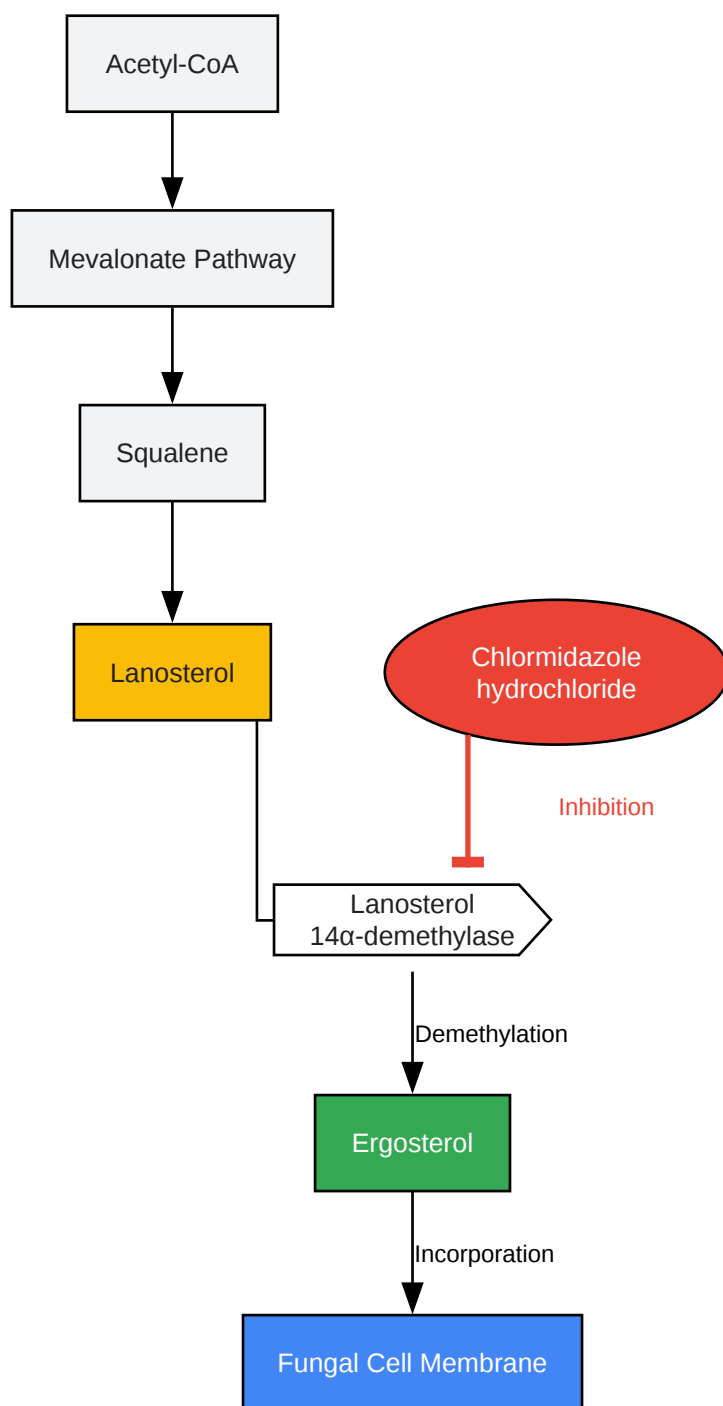 Acetyl-CoA
Mevalonate Pathway
Squalene
Lanosterol
Chlormidazole
hydrochloride
Inhibition
Lanosterol
14α-demethylase
Demethylation
Ergosterol
Incorporation
Fungal Cell Membrane